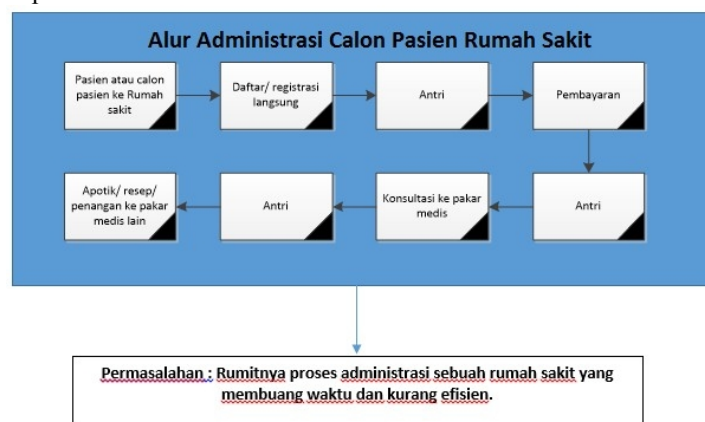 Alur Administrasi Calon Pasien Rumah Sakit
Pasien atau calon
pasien ke Rumah
sakit
Daftar/ registrasi
langsung
Antri
Pembayaran
Antri
Konsultasi ke pakar
medis
Antri
Apotik/ resep/
penangan ke pakar
medis lain
Permasalahan : Rumitnya proses administrasi sebuah rumah sakit yang
membuang waktu dan kurang efisien.